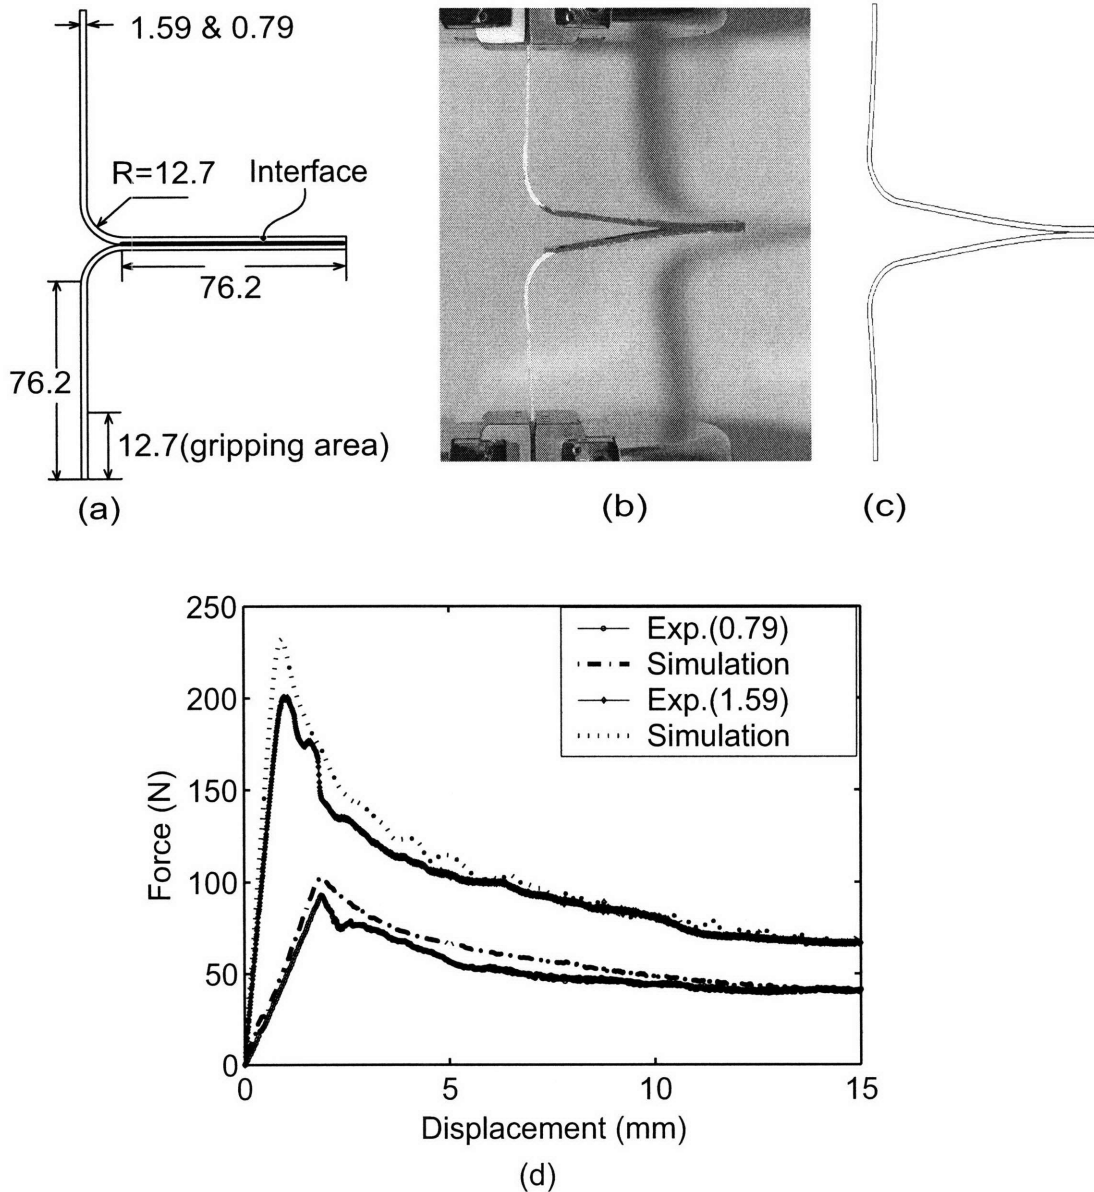 1.59 & 0.79
R=12.7
Interface
76.2
76.2
12.7(gripping area)
(a)
(b)
(c)
250
200
150
100
50
0
Force (N)
Exp.(0.79)
Simulation
Exp.(1.59)
Simulation
0
5
10
15
Displacement (mm)
(d)